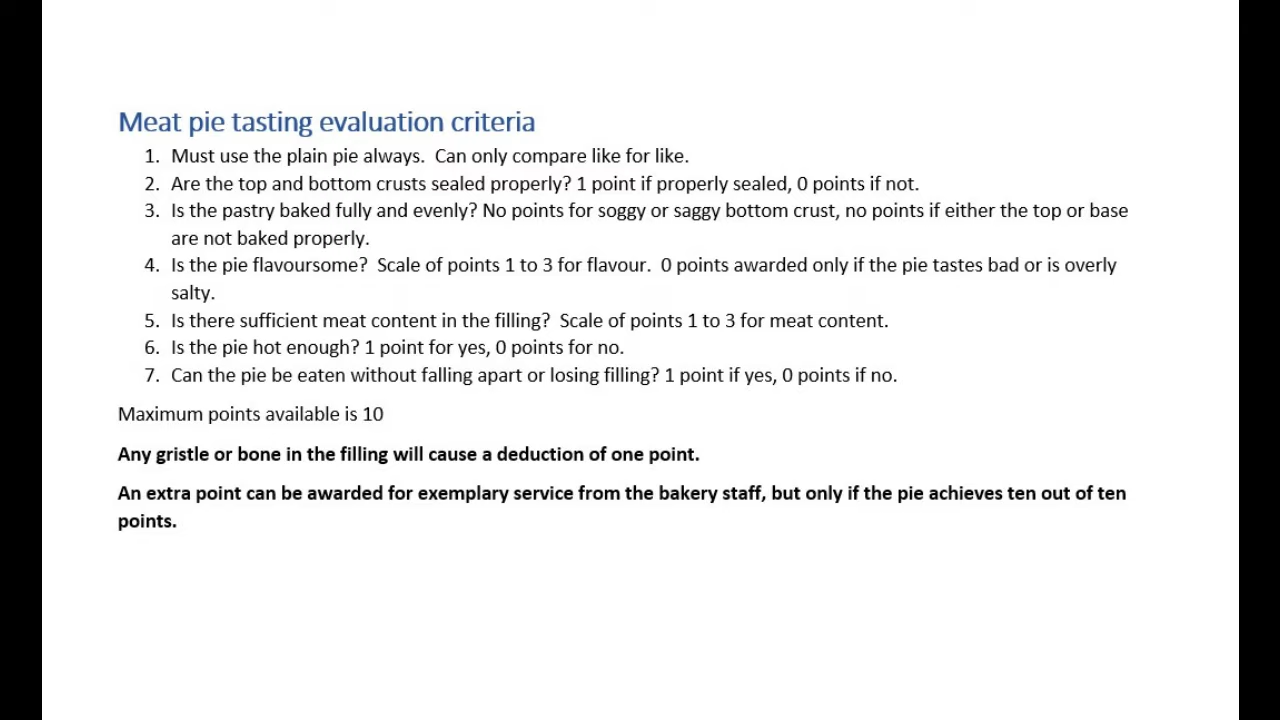 Meat pie tasting evaluation criteria
1. Must use the plain pie always.  Can only compare like for like.
2. Are the top and bottom crusts sealed properly? 1 point if properly sealed, 0 points if not.
3. Is the pastry baked fully and evenly? No points for soggy or saggy bottom crust, no points if either the top or base
are not baked properly.
4. Is the pie flavoursome?  Scale of points 1 to 3 for flavour.  0 points awarded only if the pie tastes bad or is overly
salty.
5. Is there sufficient meat content in the filling?  Scale of points 1 to 3 for meat content.
6. Is the pie hot enough? 1 point for yes, 0 points for no.
7. Can the pie be eaten without falling apart or losing filling? 1 point if yes, 0 points if no.
Maximum points available is 10
Any gristle or bone in the filling will cause a deduction of one point.
An extra point can be awarded for exemplary service from the bakery staff, but only if the pie achieves ten out of ten
points.